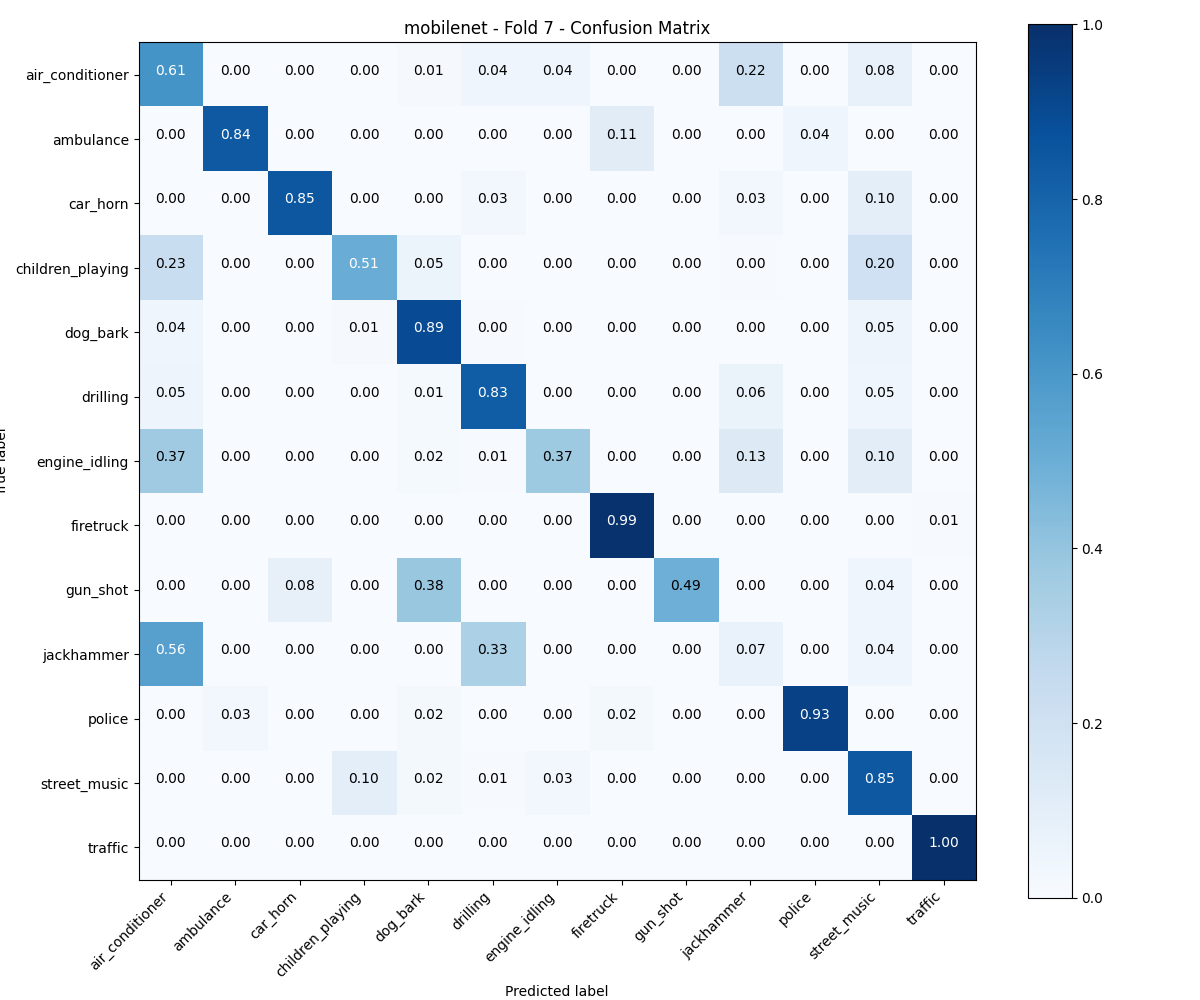 mobilenet - Fold 7 - Confusion Matrix
air_conditioner 0.61 0.00 0.00 0.00 0.01 0.04 0.04 0.00 0.00 0.22 0.00 0.08 0.00
ambulance 0.00 0.84 0.00 0.00 0.00 0.00 0.00 0.11 0.00 0.00 0.04 0.00 0.00
car_horn 0.00 0.00 0.85 0.00 0.00 0.03 0.00 0.00 0.00 0.03 0.00 0.10 0.00
children_playing 0.23 0.00 0.00 0.51 0.05 0.00 0.00 0.00 0.00 0.00 0.00 0.20 0.00
dog_bark 0.04 0.00 0.00 0.01 0.89 0.00 0.00 0.00 0.00 0.00 0.00 0.05 0.00
drilling 0.05 0.00 0.00 0.00 0.01 0.83 0.00 0.00 0.00 0.06 0.00 0.05 0.00
engine_idling 0.37 0.00 0.00 0.00 0.02 0.01 0.37 0.00 0.00 0.13 0.00 0.10 0.00
firetruck 0.00 0.00 0.00 0.00 0.00 0.00 0.00 0.99 0.00 0.00 0.00 0.00 0.01
gun_shot 0.00 0.00 0.08 0.00 0.38 0.00 0.00 0.00 0.49 0.00 0.00 0.04 0.00
jackhammer 0.56 0.00 0.00 0.00 0.00 0.33 0.00 0.00 0.00 0.07 0.00 0.04 0.00
police 0.00 0.03 0.00 0.00 0.02 0.00 0.00 0.02 0.00 0.00 0.93 0.00 0.00
street_music 0.00 0.00 0.00 0.10 0.02 0.01 0.03 0.00 0.00 0.00 0.00 0.85 0.00
traffic 0.00 0.00 0.00 0.00 0.00 0.00 0.00 0.00 0.00 0.00 0.00 0.00 1.00
air_conditioner
ambulance
car_horn
children_playing
dog_bark
drilling
engine_idling
firetruck
gun_shot
jackhammer
police
street_music
traffic
Predicted label
1.0
0.8
0.6
0.4
0.2
0.0